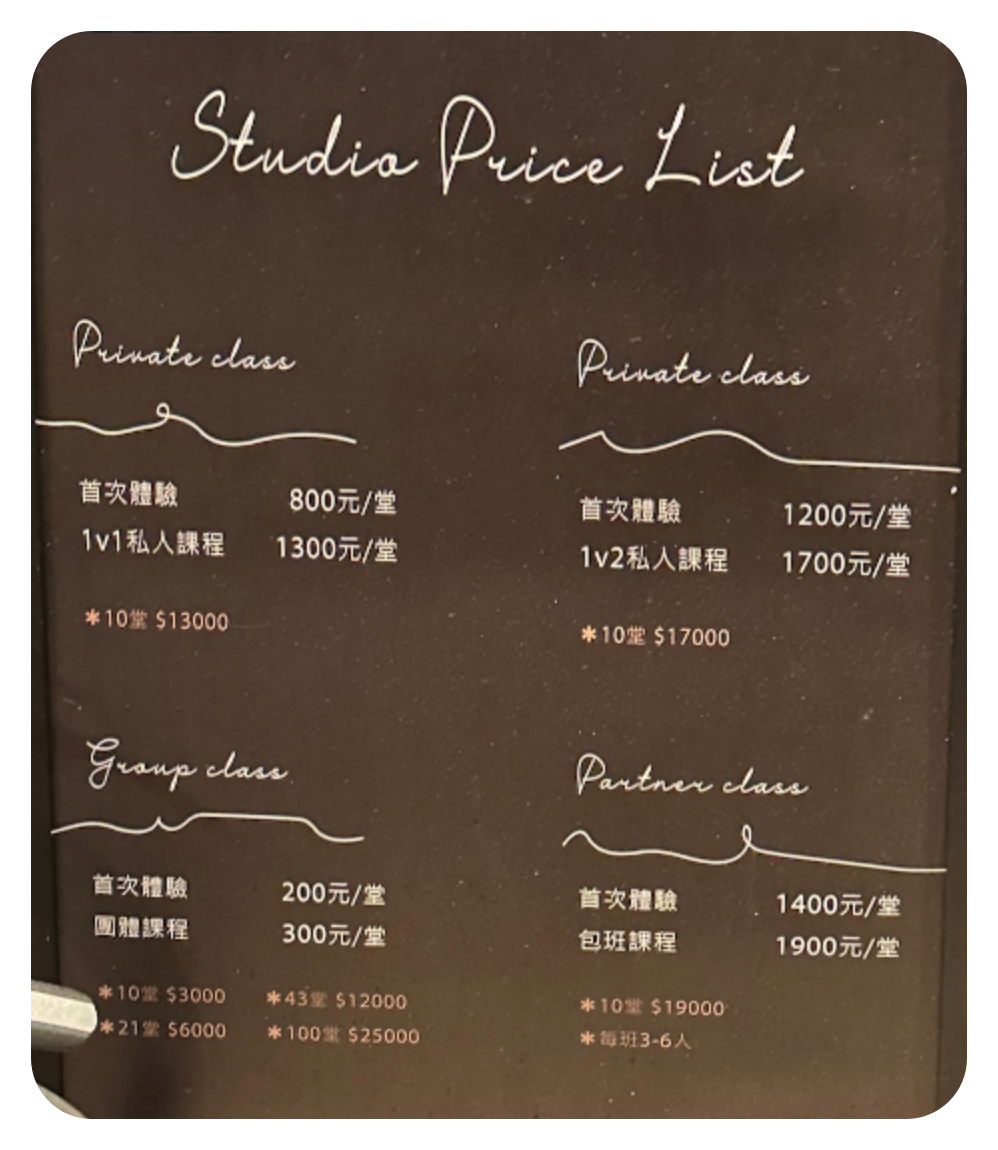 Studio Price List
Private class
首次體驗 800元/堂
1v1私人課程 1300元/堂
*10堂 $13000
Private class
首次體驗 1200元/堂
1v2私人課程 1700元/堂
*10堂 $17000
Group class
首次體驗 200元/堂
團體課程 300元/堂
*10堂 $3000 *43堂 $12000
*21堂 $6000 *100堂 $25000
Partner class
首次體驗 1400元/堂
包班課程 1900元/堂
*10堂 $19000
*每班3-6人